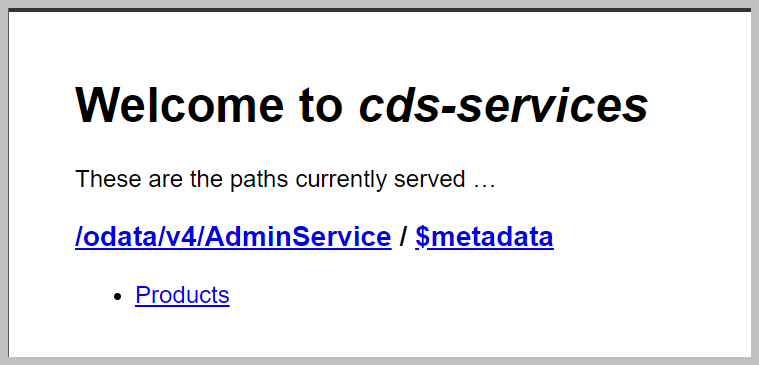 Welcome to cds-services
These are the paths currently served …
/odata/v4/AdminService / $metadata
• Products